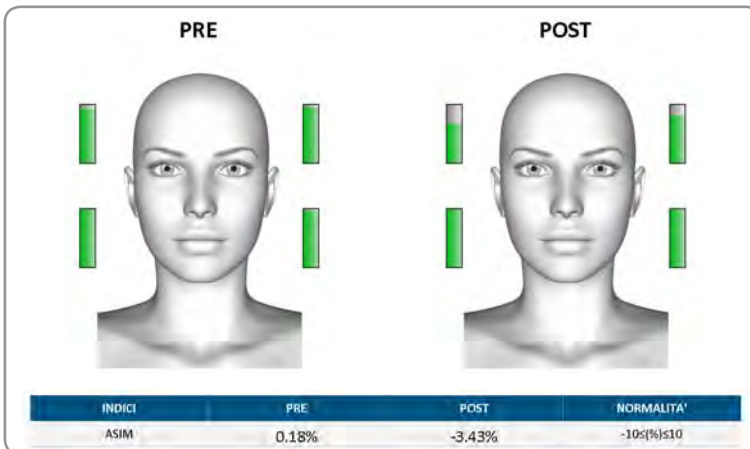 PRE POST
INDICI PRE POST NORMALITA'
ASIM 0.18% -3.43% -10≤(%)≤10